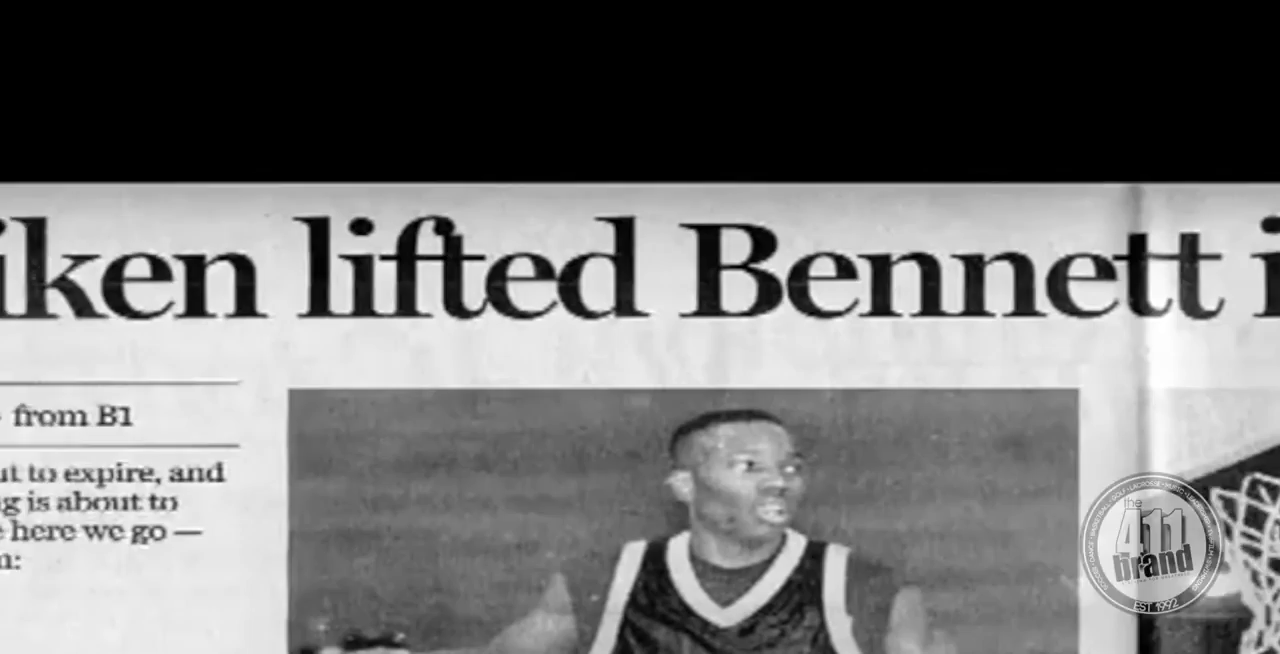 iken lifted Bennett i
from B1
ut to expire, and
g is about to
e here we go —
n:
the
411
brand
EST 1992